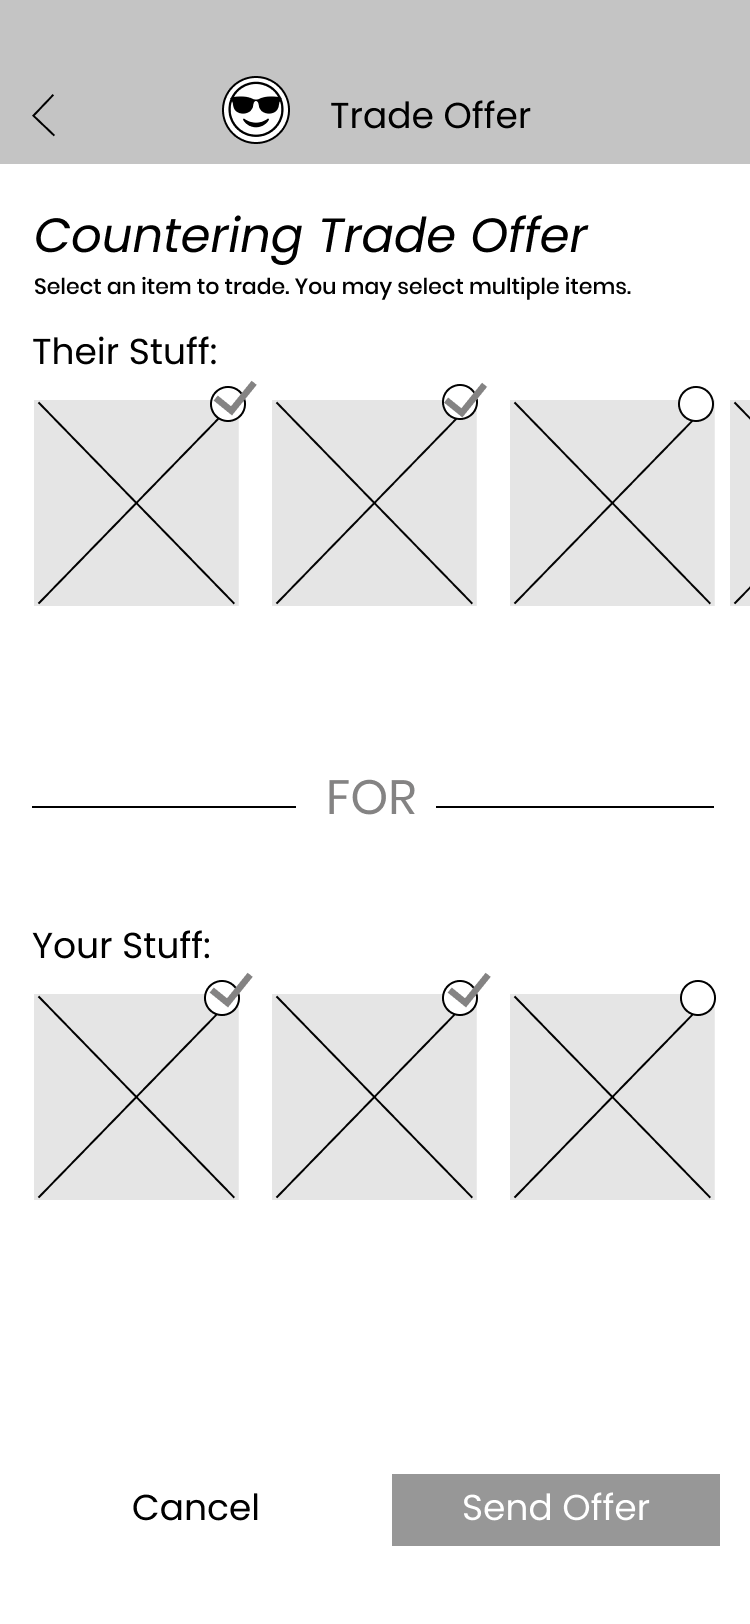 Trade Offer
Countering Trade Offer
Select an item to trade. You may select multiple items.
Their Stuff:
FOR
Your Stuff:
Cancel
Send Offer